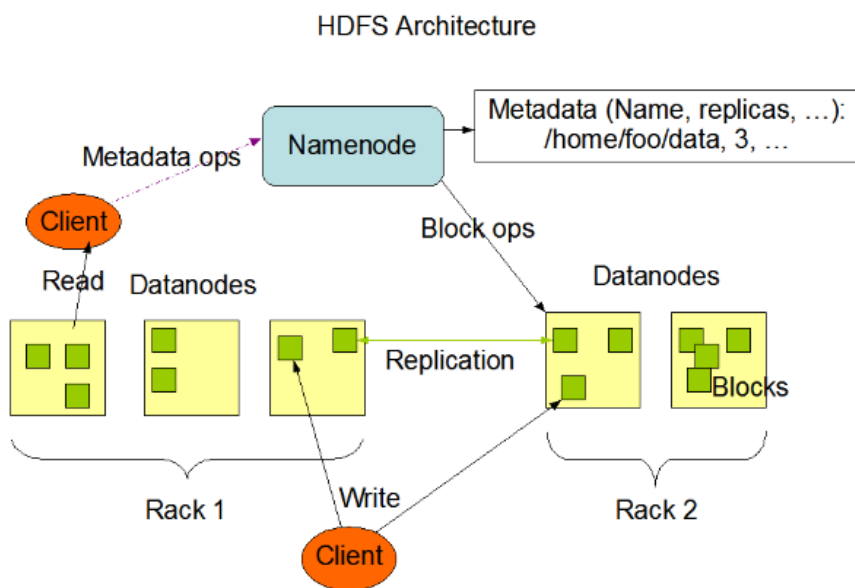 HDFS Architecture
Metadata (Name, replicas, …):
/home/foo/data, 3, …
Namenode
Metadata ops
Client
Block ops
Read
Datanodes
Datanodes
Replication
Blocks
Rack 1
Write
Rack 2
Client